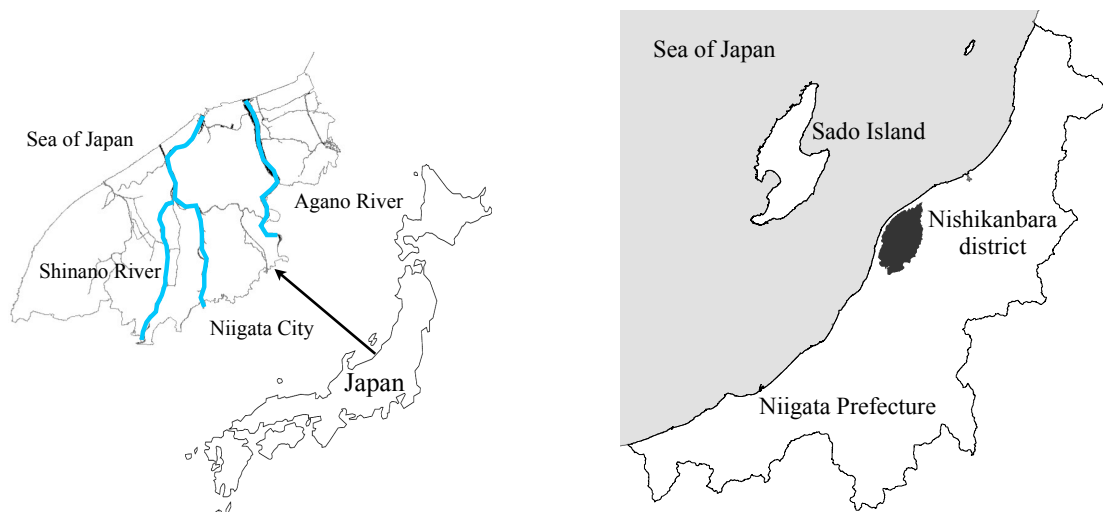 Sea of Japan
Agano River
Shinano River
Niigata City
Japan
Sea of Japan
Sado Island
Nishikanbara
district
Niigata Prefecture